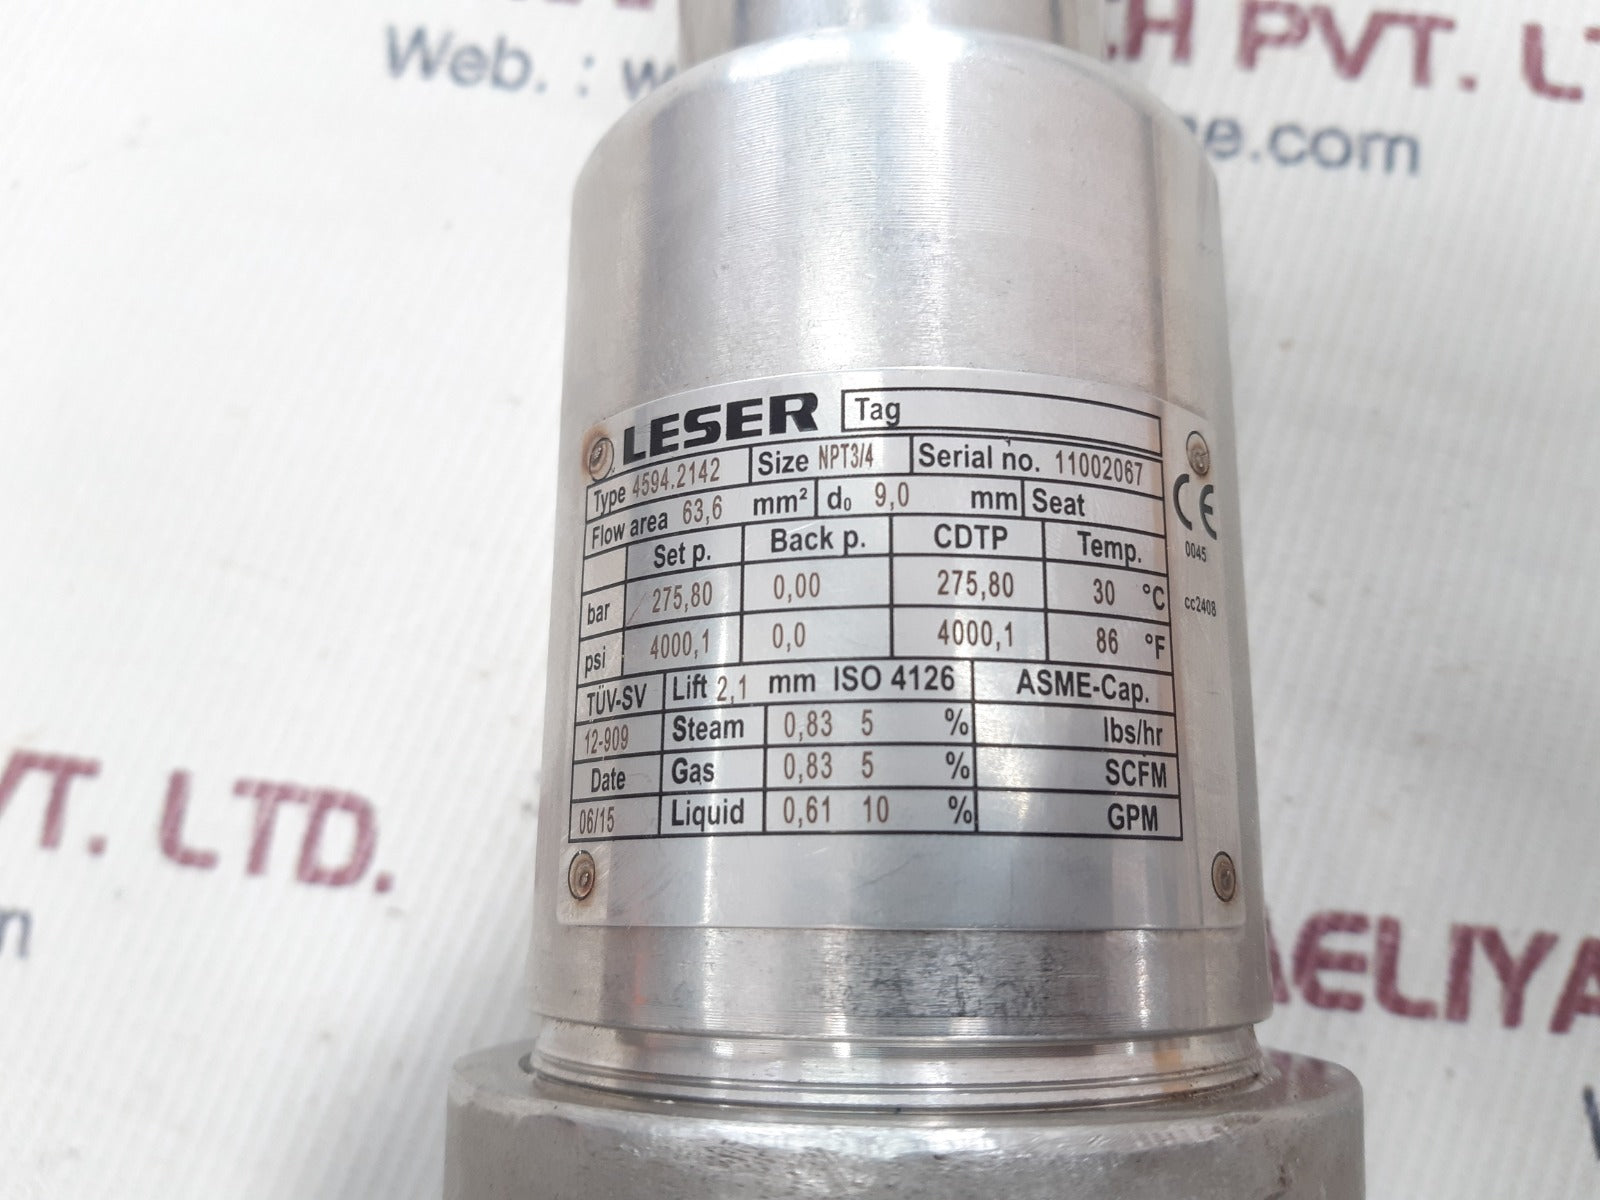 CH PVT. LT
Web. : w
ne.com
LESER Tag
Type 4594.2142 Size NPT3/4 Serial no. 11002067
Flow area 63,6 mm² d₀ 9,0 mm Seat
CE
0045
cc2408
Set p. Back p. CDTP Temp.
bar 275,80 0,00 275,80 30 °C
psi 4000,1 0,0 4000,1 86 °F
TÜV-SV Lift 2,1 mm ISO 4126 ASME-Cap.
12-909 Steam 0,83 5 % lbs/hr
Date Gas 0,83 5 % SCFM
06/15 Liquid 0,61 10 % GPM
VT. LTD.
AELIYA